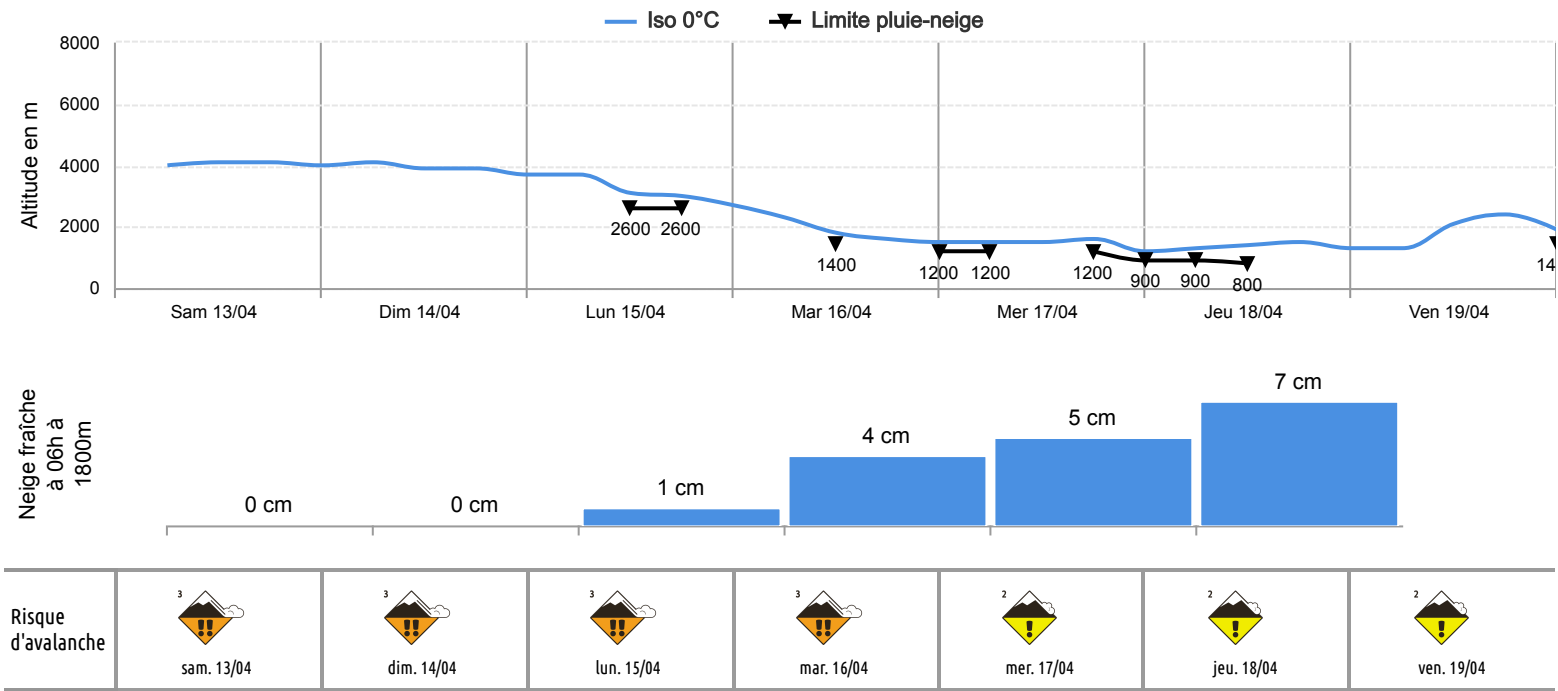 Iso 0°C Limite pluie-neige
8000
6000
4000
2000
0
Altitude en m
2600 2600
1400
1200 1200
1200
900 900 800
14
Sam 13/04 Dim 14/04 Lun 15/04 Mar 16/04 Mer 17/04 Jeu 18/04 Ven 19/04
Neige fraîche
à 06h à
1800m
0 cm 0 cm 1 cm 4 cm 5 cm 7 cm
Risque
d'avalanche
3 3 3 3 2 2 2
!! !! !! !! ! ! !
sam. 13/04 dim. 14/04 lun. 15/04 mar. 16/04 mer. 17/04 jeu. 18/04 ven. 19/04